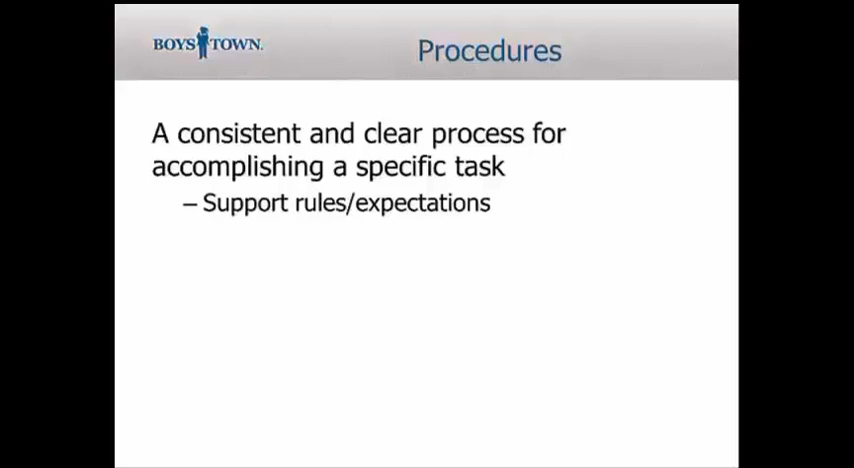 BOYS TOWN.
Procedures
A consistent and clear process for
accomplishing a specific task
– Support rules/expectations